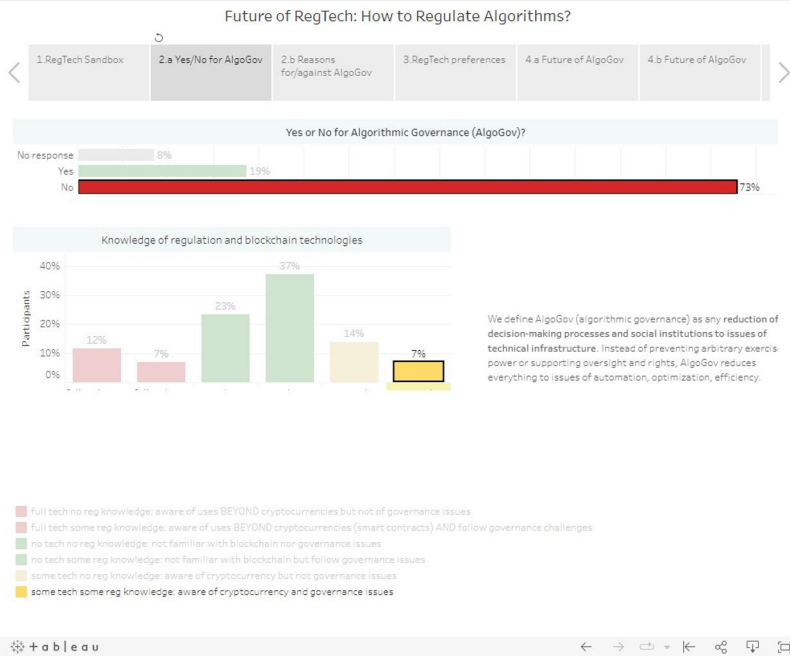 Future of RegTech: How to Regulate Algorithms?
1.RegTech Sandbox
2.a Yes/No for AlgoGov
2.b Reasons
for/against AlgoGov
3.RegTech preferences
4.a Future of AlgoGov
4.b Future of AlgoGov
Yes or No for Algorithmic Governance (AlgoGov)?
No response 8%
Yes 19%
No 73%
Knowledge of regulation and blockchain technologies
Participants
40%
30%
20%
10%
0%
12%
7%
23%
37%
14%
7%
We define AlgoGov (algorithmic governance) as any reduction of
decision-making processes and social institutions to issues of
technical infrastructure. Instead of preventing arbitrary exercis
power or supporting oversight and rights, AlgoGov reduces
everything to issues of automation, optimization, efficiency.
full tech no reg knowledge: aware of uses BEYOND cryptocurrencies but not of governance issues
full tech some reg knowledge: aware of uses BEYOND cryptocurrencies (smart contracts) AND follow governance challenges
no tech no reg knowledge: not familiar with blockchain nor governance issues
no tech some reg knowledge: not familiar with blockchain but follow governance issues
some tech no reg knowledge: aware of cryptocurrency but not governance issues
some tech some reg knowledge: aware of cryptocurrency and governance issues
+ableau